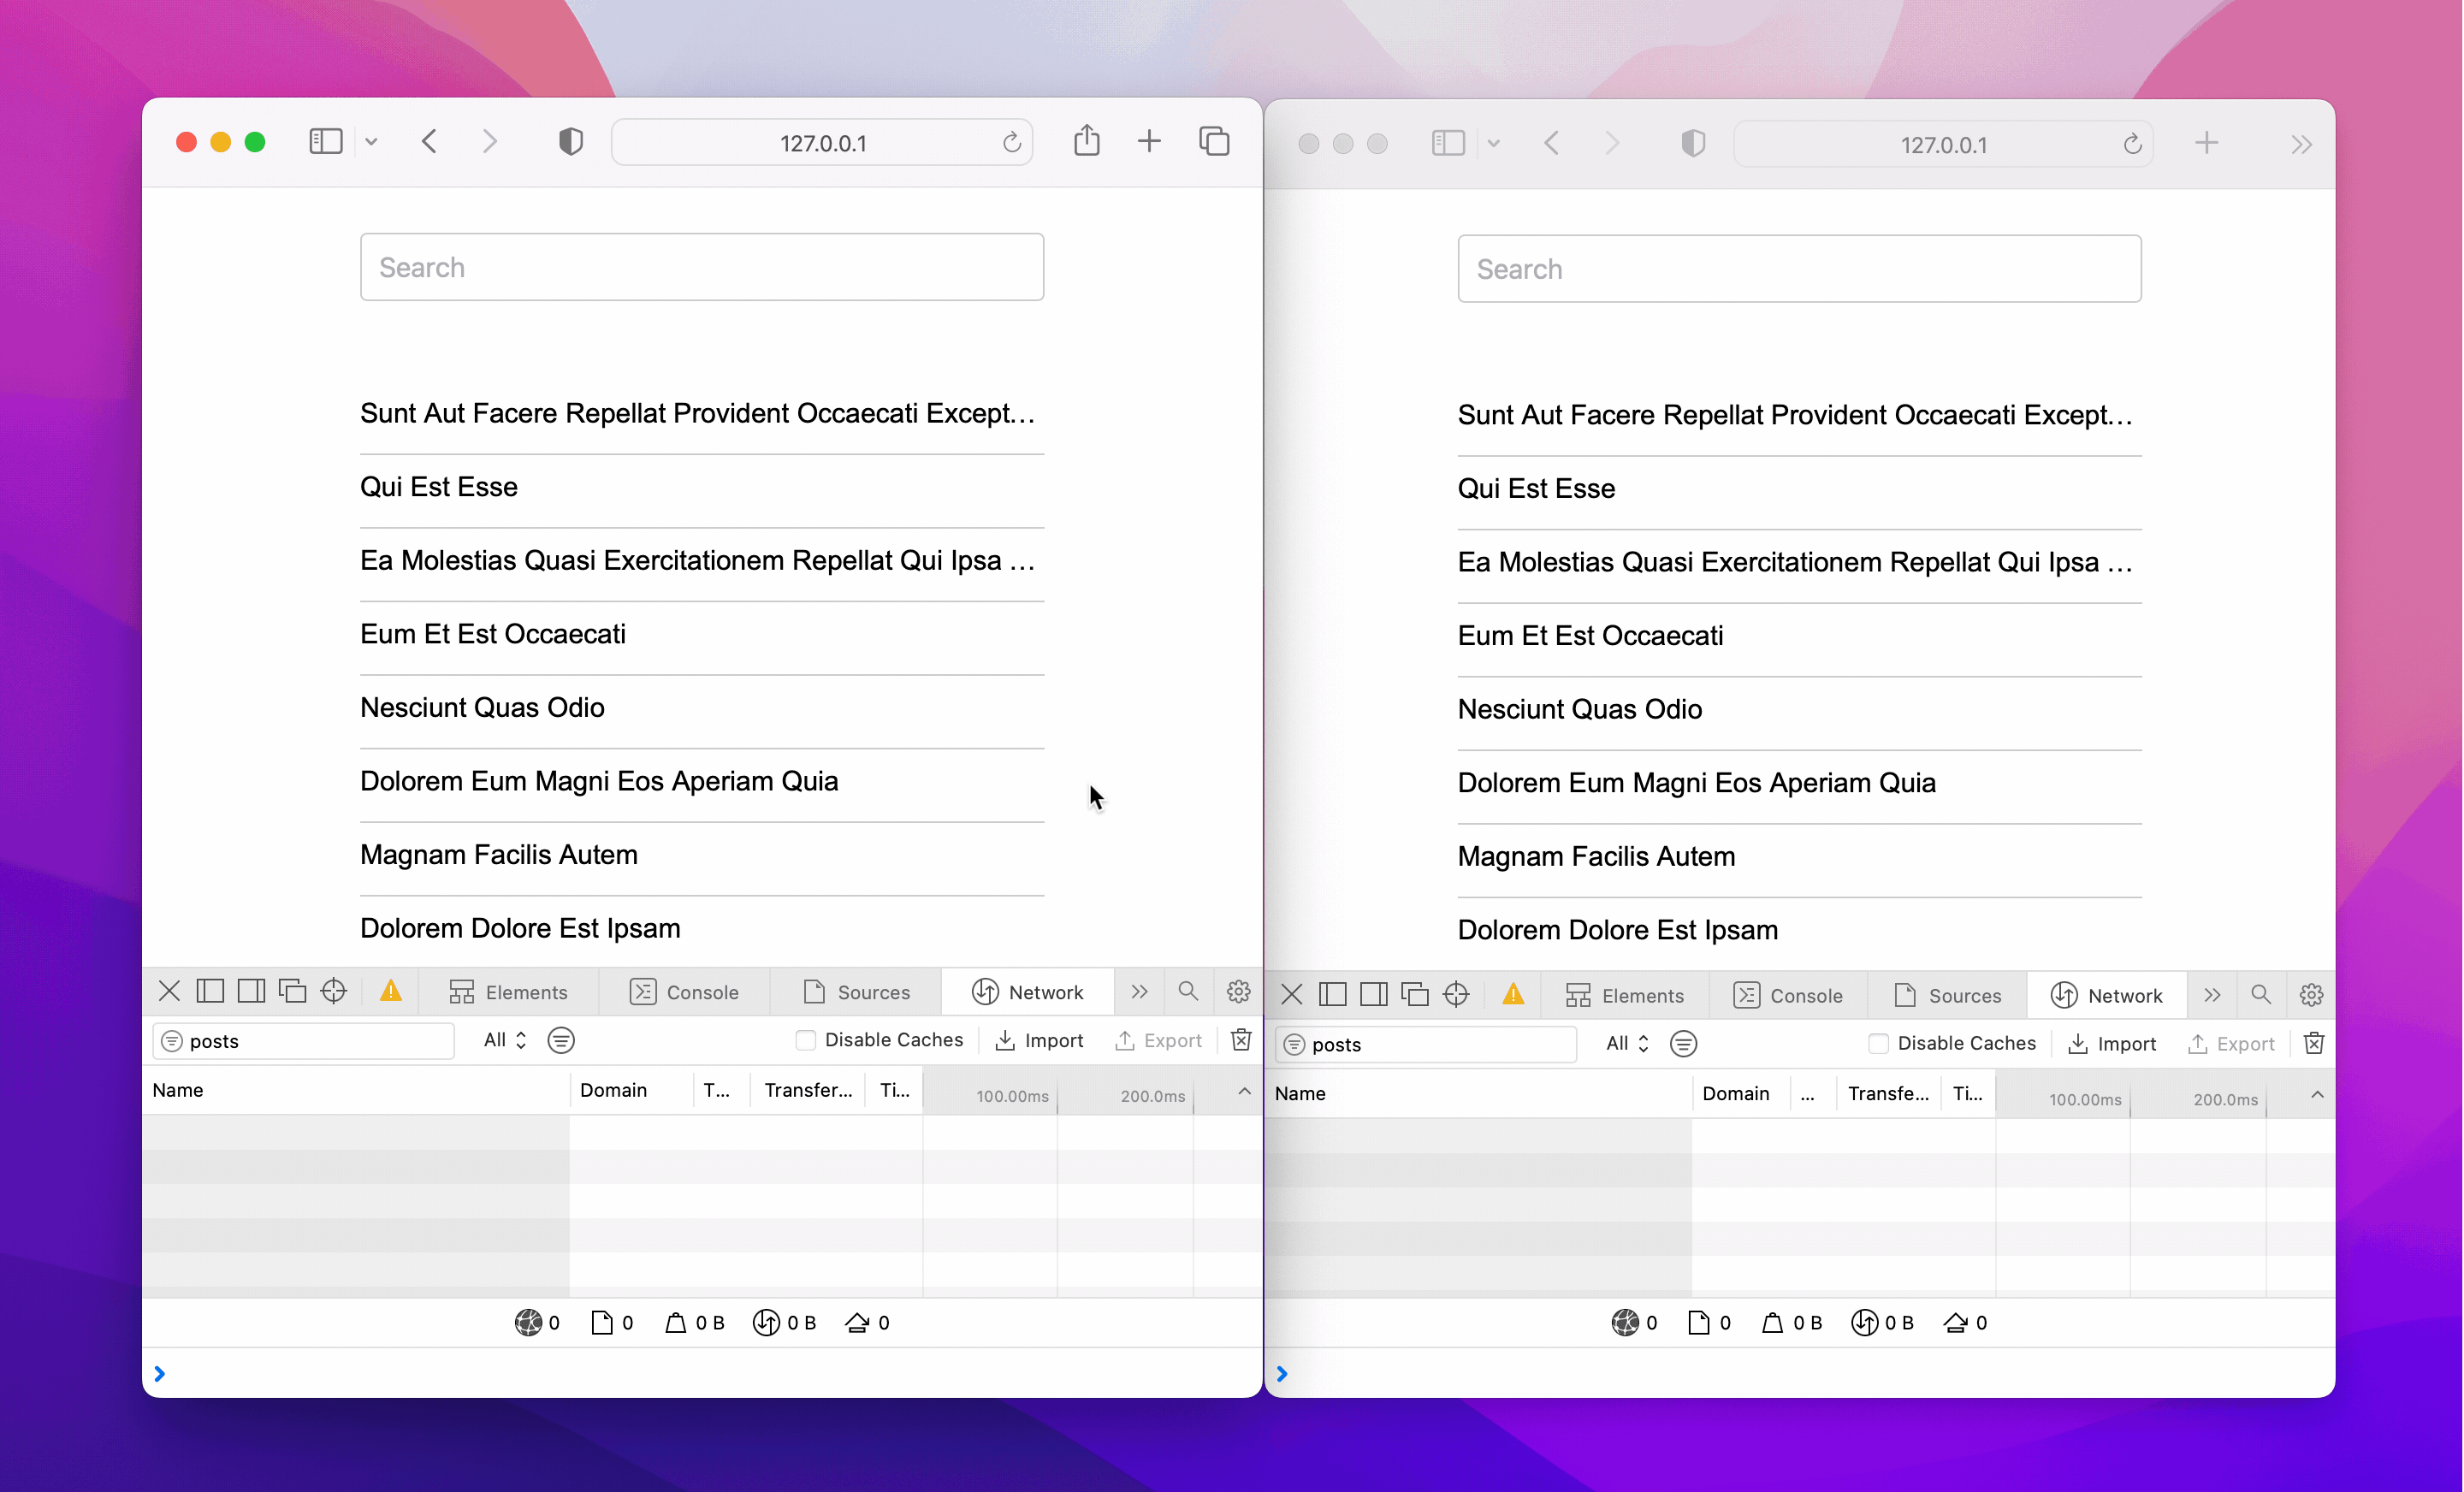 127.0.0.1
Search
Sunt Aut Facere Repellat Provident Occaecati Except...
Qui Est Esse
Ea Molestias Quasi Exercitationem Repellat Qui Ipsa ...
Eum Et Est Occaecati
Nesciunt Quas Odio
Dolorem Eum Magni Eos Aperiam Quia
Magnam Facilis Autem
Dolorem Dolore Est Ipsam
Elements Console Sources Network
posts All Disable Caches Import Export
Name Domain T... Transfer... Ti... 100.00ms 200.0ms
0 0 0 B 0 B 0
127.0.0.1
Search
Sunt Aut Facere Repellat Provident Occaecati Except...
Qui Est Esse
Ea Molestias Quasi Exercitationem Repellat Qui Ipsa ...
Eum Et Est Occaecati
Nesciunt Quas Odio
Dolorem Eum Magni Eos Aperiam Quia
Magnam Facilis Autem
Dolorem Dolore Est Ipsam
Elements Console Sources Network
posts All Disable Caches Import Export
Name Domain ... Transfe... Ti... 100.00ms 200.0ms
0 0 0 B 0 B 0